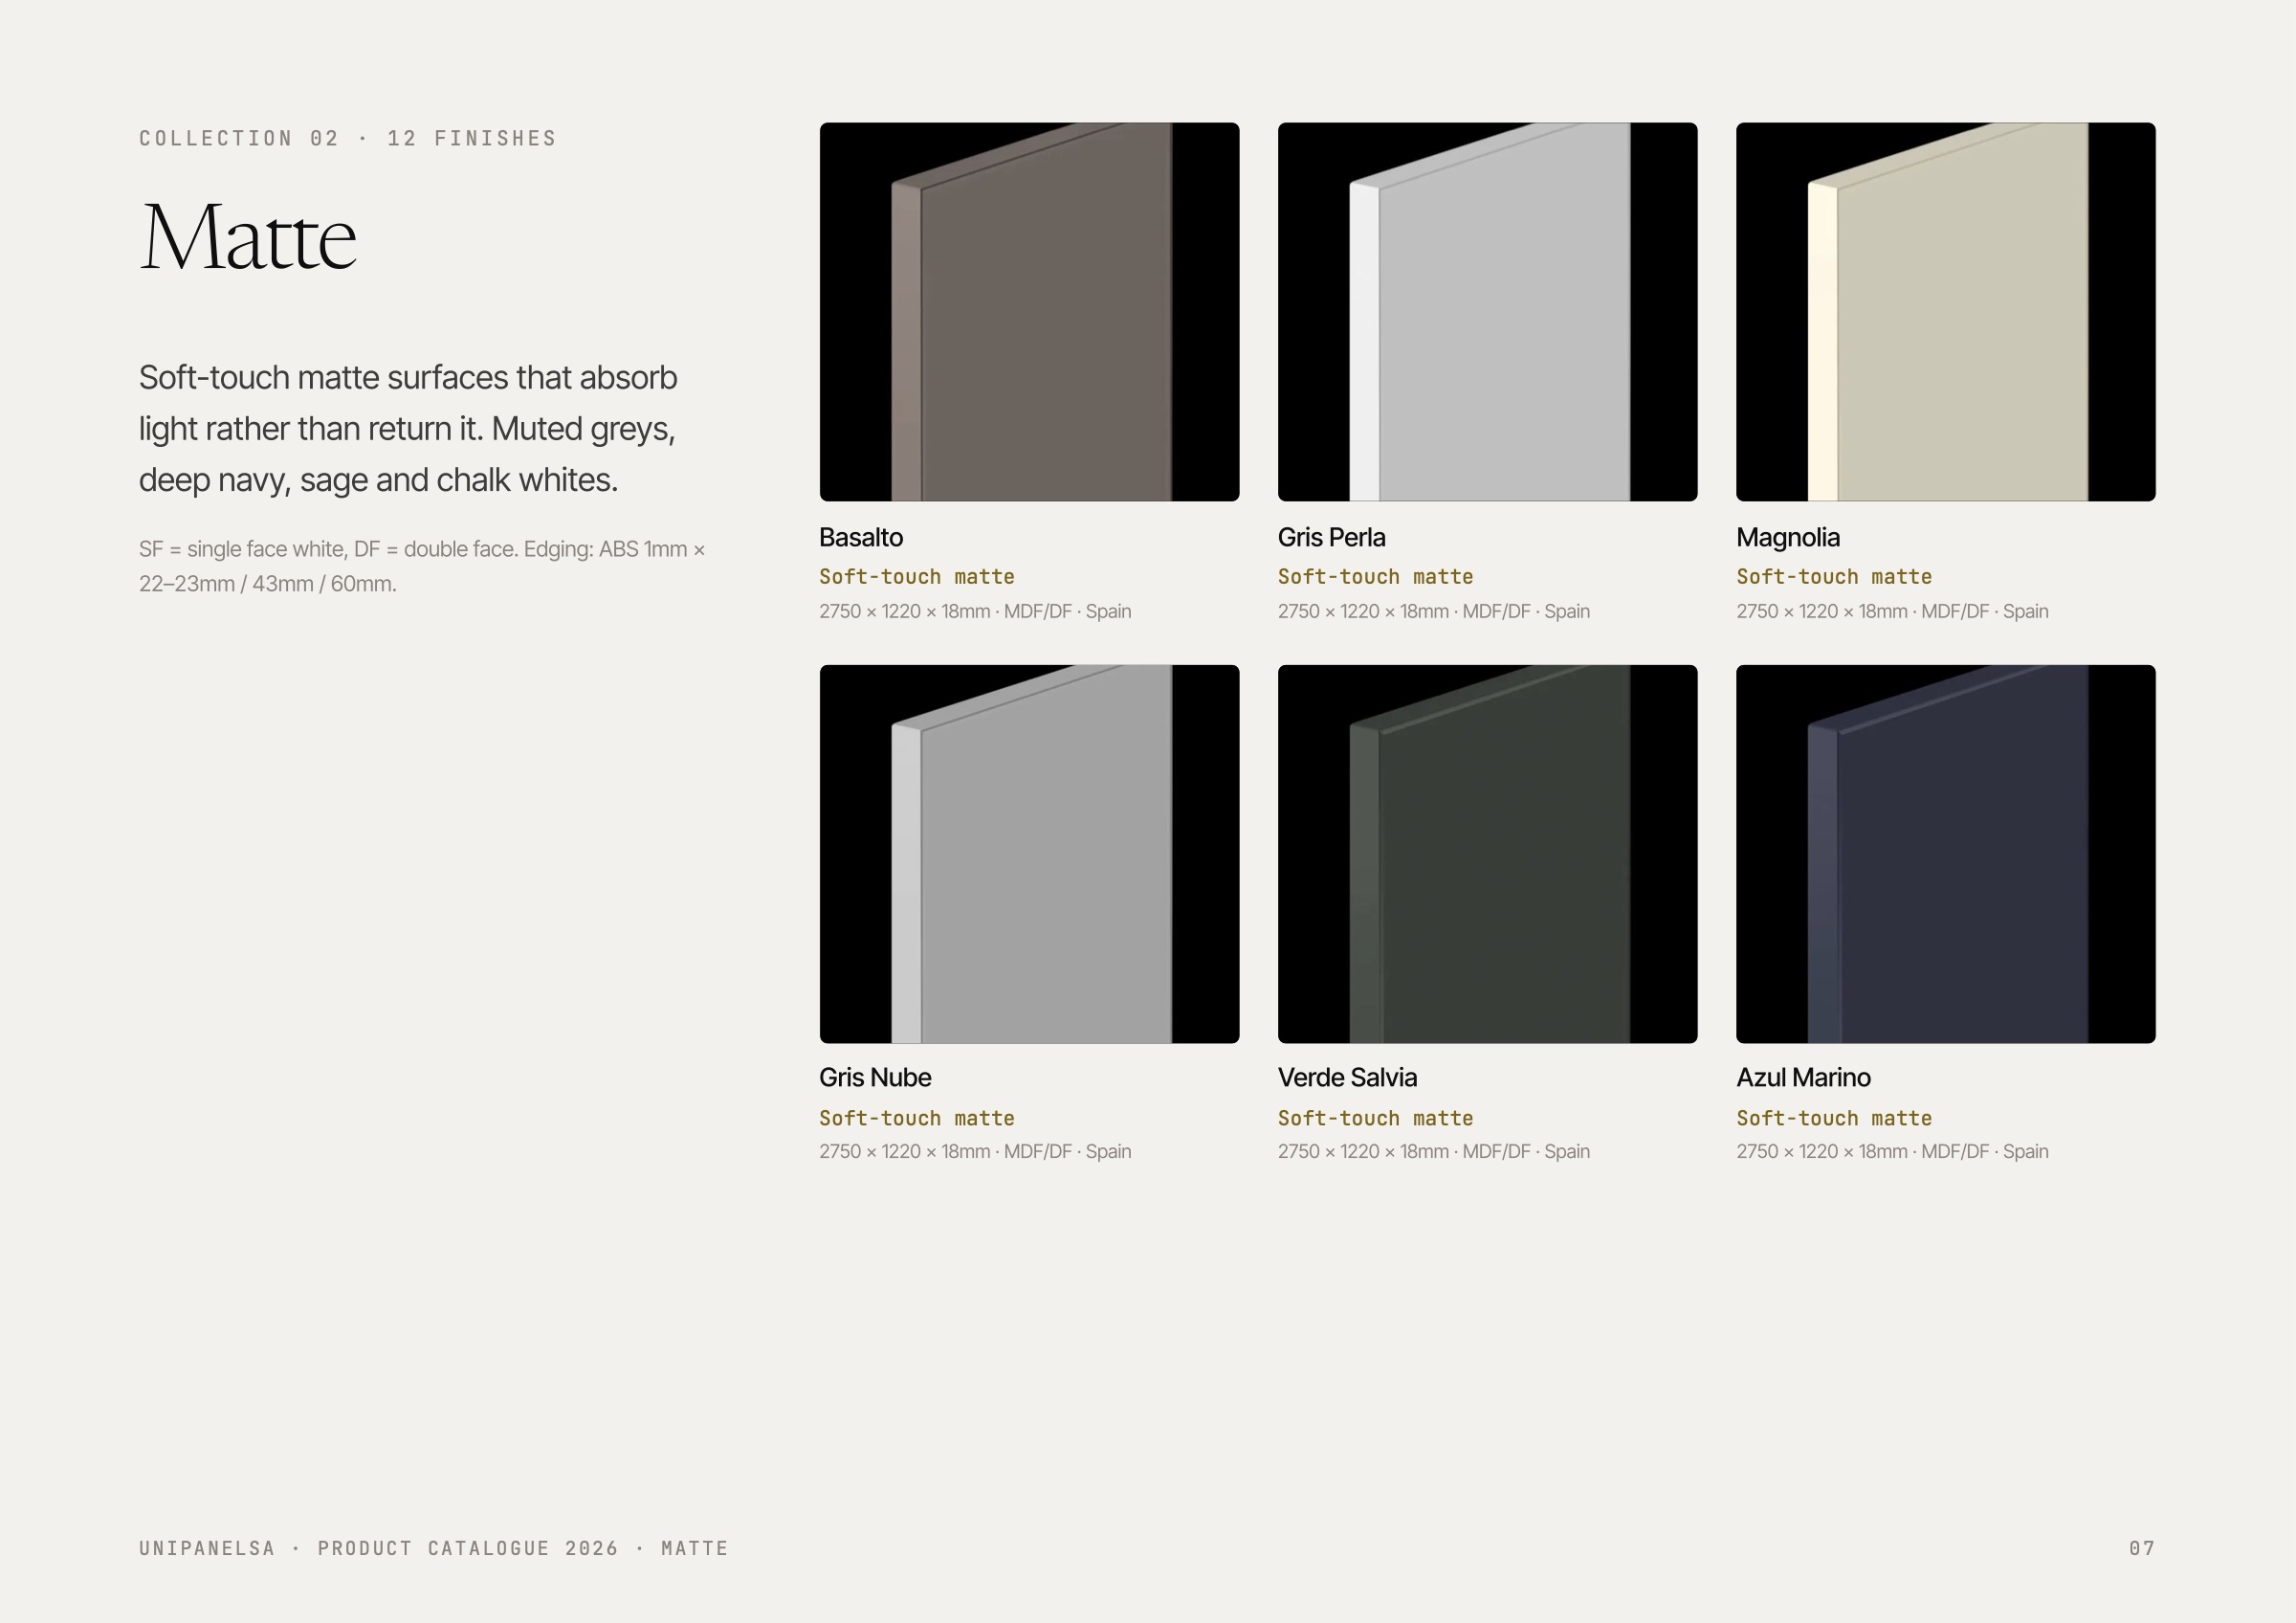 COLLECTION 02 · 12 FINISHES
Matte
Soft-touch matte surfaces that absorb
light rather than return it. Muted greys,
deep navy, sage and chalk whites.
SF = single face white, DF = double face. Edging: ABS 1mm ×
22–23mm / 43mm / 60mm.
Basalto
Soft-touch matte
2750 × 1220 × 18mm · MDF/DF · Spain
Gris Perla
Soft-touch matte
2750 × 1220 × 18mm · MDF/DF · Spain
Magnolia
Soft-touch matte
2750 × 1220 × 18mm · MDF/DF · Spain
Gris Nube
Soft-touch matte
2750 × 1220 × 18mm · MDF/DF · Spain
Verde Salvia
Soft-touch matte
2750 × 1220 × 18mm · MDF/DF · Spain
Azul Marino
Soft-touch matte
2750 × 1220 × 18mm · MDF/DF · Spain
UNIPANELSA · PRODUCT CATALOGUE 2026 · MATTE
07